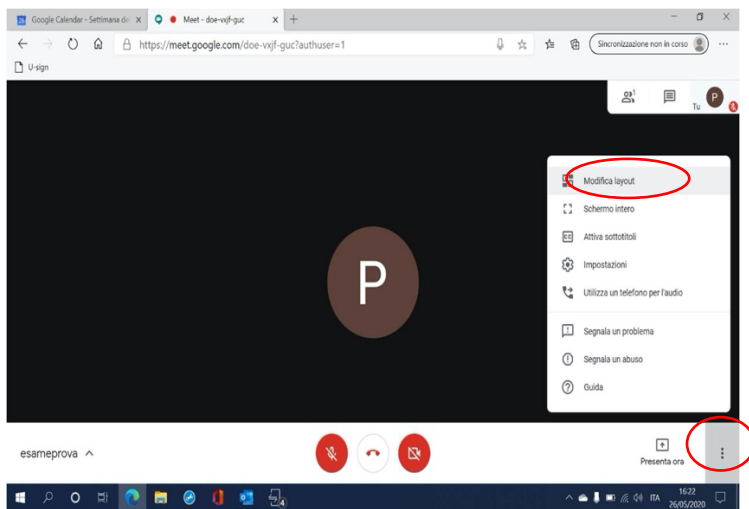 Google Calendar - Settimana de
Meet - doe-vxjf-guc
https://meet.google.com/doe-vxjf-guc?authuser=1
Sincronizzazione non in corso
U-sign
1
Tu
P
Modifica layout
Schermo intero
Attiva sottotitoli
Impostazioni
Utilizza un telefono per l'audio
Segnala un problema
Segnala un abuso
Guida
P
esameprova
Presenta ora
ITA
16:22
26/05/2020